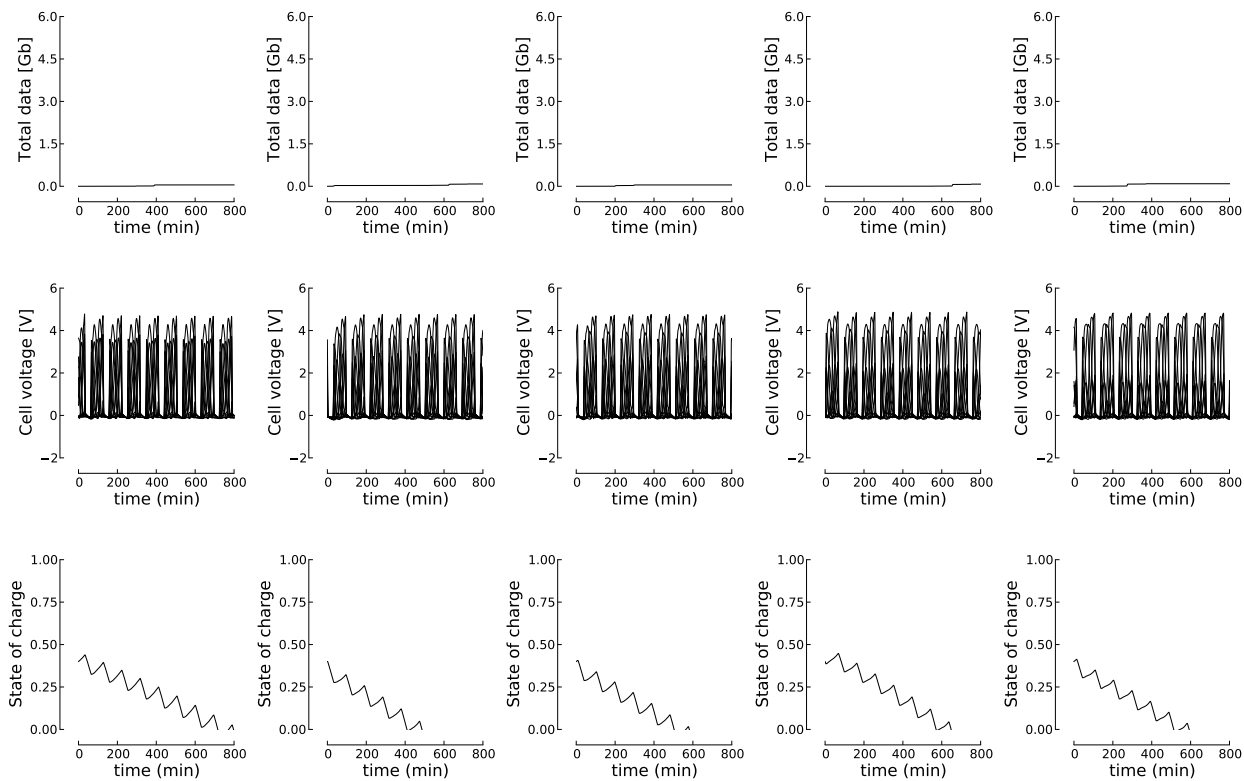 6.0 6.0 6.0 6.0 6.0
4.5 4.5 4.5 4.5 4.5
3.0 3.0 3.0 3.0 3.0
1.5 1.5 1.5 1.5 1.5
0.0 0.0 0.0 0.0 0.0
Total data [Gb] Total data [Gb] Total data [Gb] Total data [Gb] Total data [Gb]
0 200 400 600 800 0 200 400 600 800 0 200 400 600 800 0 200 400 600 800 0 200 400 600 800
time (min) time (min) time (min) time (min) time (min)
6 6 6 6 6
4 4 4 4 4
2 2 2 2 2
0 0 0 0 0
−2 −2 −2 −2 −2
Cell voltage [V] Cell voltage [V] Cell voltage [V] Cell voltage [V] Cell voltage [V]
0 200 400 600 800 0 200 400 600 800 0 200 400 600 800 0 200 400 600 800 0 200 400 600 800
time (min) time (min) time (min) time (min) time (min)
1.00 1.00 1.00 1.00 1.00
0.75 0.75 0.75 0.75 0.75
0.50 0.50 0.50 0.50 0.50
0.25 0.25 0.25 0.25 0.25
0.00 0.00 0.00 0.00 0.00
State of charge State of charge State of charge State of charge State of charge
0 200 400 600 800 0 200 400 600 800 0 200 400 600 800 0 200 400 600 800 0 200 400 600 800
time (min) time (min) time (min) time (min) time (min)